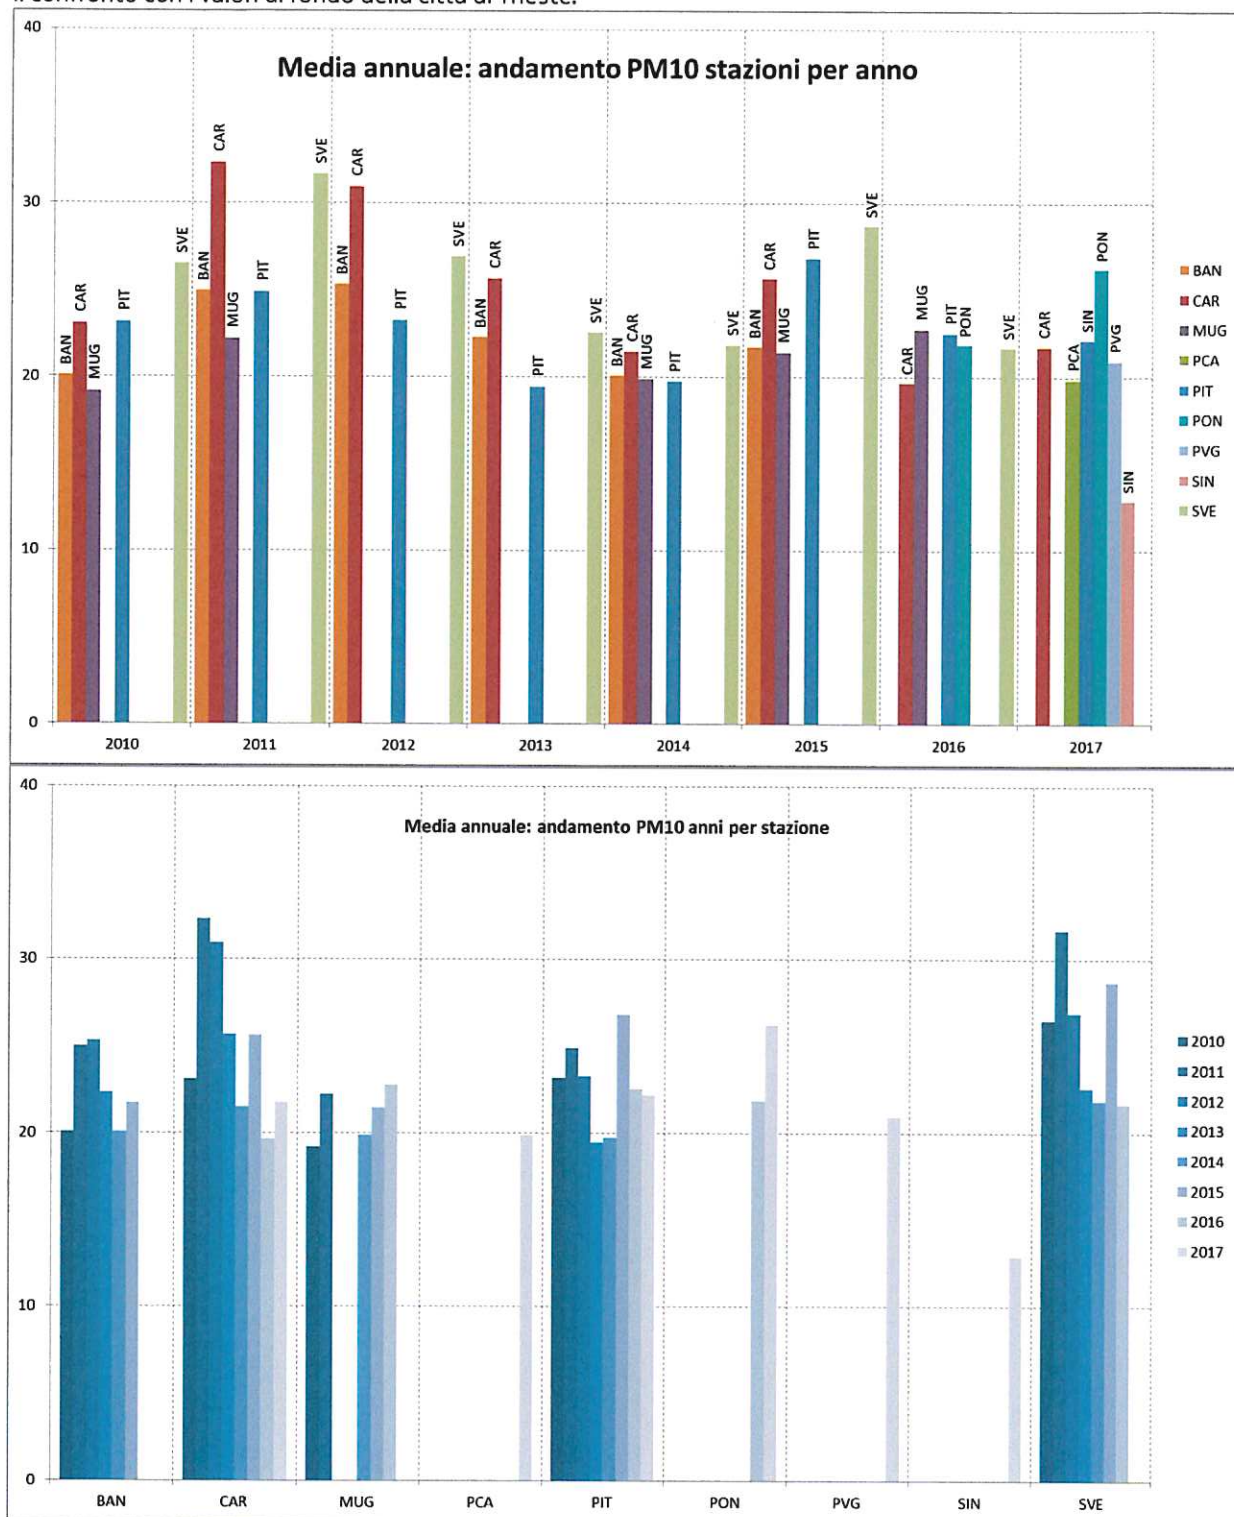 Il confronto con i valori di fondo della città di Trieste.
Media annuale: andamento PM10 stazioni per anno
40
30
20
10
0
BAN
CAR
MUG
PIT
SVE
BAN
CAR
MUG
PIT
SVE
BAN
CAR
PIT
SVE
BAN
CAR
PIT
SVE
BAN
CAR
MUG
PIT
SVE
BAN
CAR
MUG
PIT
SVE
CAR
MUG
PIT
PON
SVE
CAR
PCA
SIN
PON
PVG
SIN
2010 2011 2012 2013 2014 2015 2016 2017
BAN
CAR
MUG
PCA
PIT
PON
PVG
SIN
SVE
Media annuale: andamento PM10 anni per stazione
40
30
20
10
0
BAN CAR MUG PCA PIT PON PVG SIN SVE
2010
2011
2012
2013
2014
2015
2016
2017